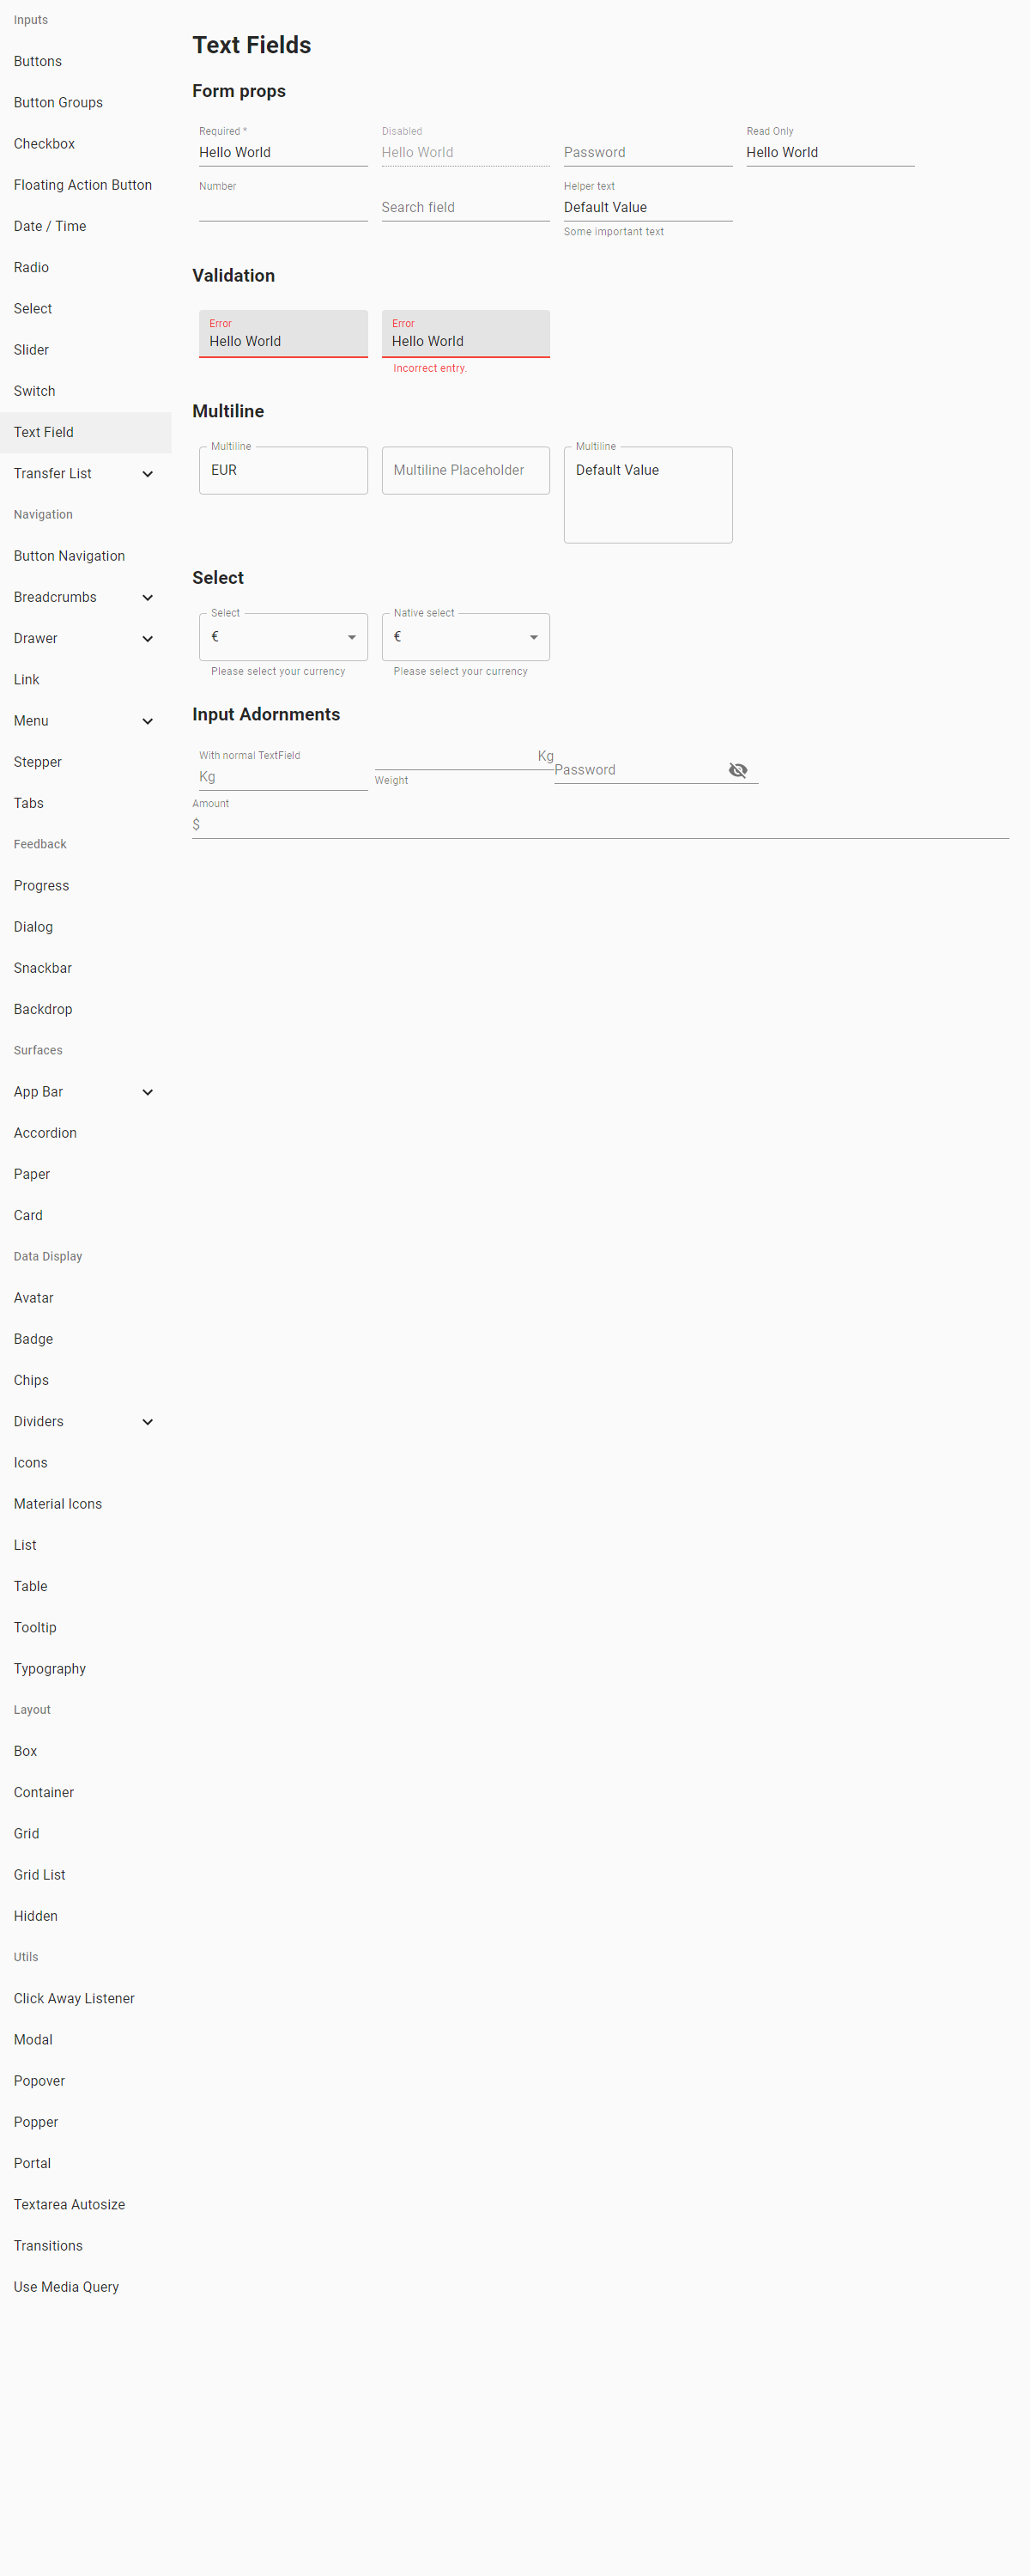 Inputs
Buttons
Button Groups
Checkbox
Floating Action Button
Date / Time
Radio
Select
Slider
Switch
Text Field
Transfer List
Navigation
Button Navigation
Breadcrumbs
Drawer
Link
Menu
Stepper
Tabs
Feedback
Progress
Dialog
Snackbar
Backdrop
Surfaces
App Bar
Accordion
Paper
Card
Data Display
Avatar
Badge
Chips
Dividers
Icons
Material Icons
List
Table
Tooltip
Typography
Layout
Box
Container
Grid
Grid List
Hidden
Utils
Click Away Listener
Modal
Popover
Popper
Portal
Textarea Autosize
Transitions
Use Media Query
Text Fields
Form props
Required *
Hello World
Disabled
Hello World
Password
Read Only
Hello World
Number
Search field
Helper text
Default Value
Some important text
Validation
Error
Hello World
Error
Hello World
Incorrect entry.
Multiline
Multiline
EUR
Multiline Placeholder
Multiline
Default Value
Select
Select
€
Please select your currency
Native select
€
Please select your currency
Input Adornments
With normal TextField
Kg
Kg
Weight
Password
Amount
$